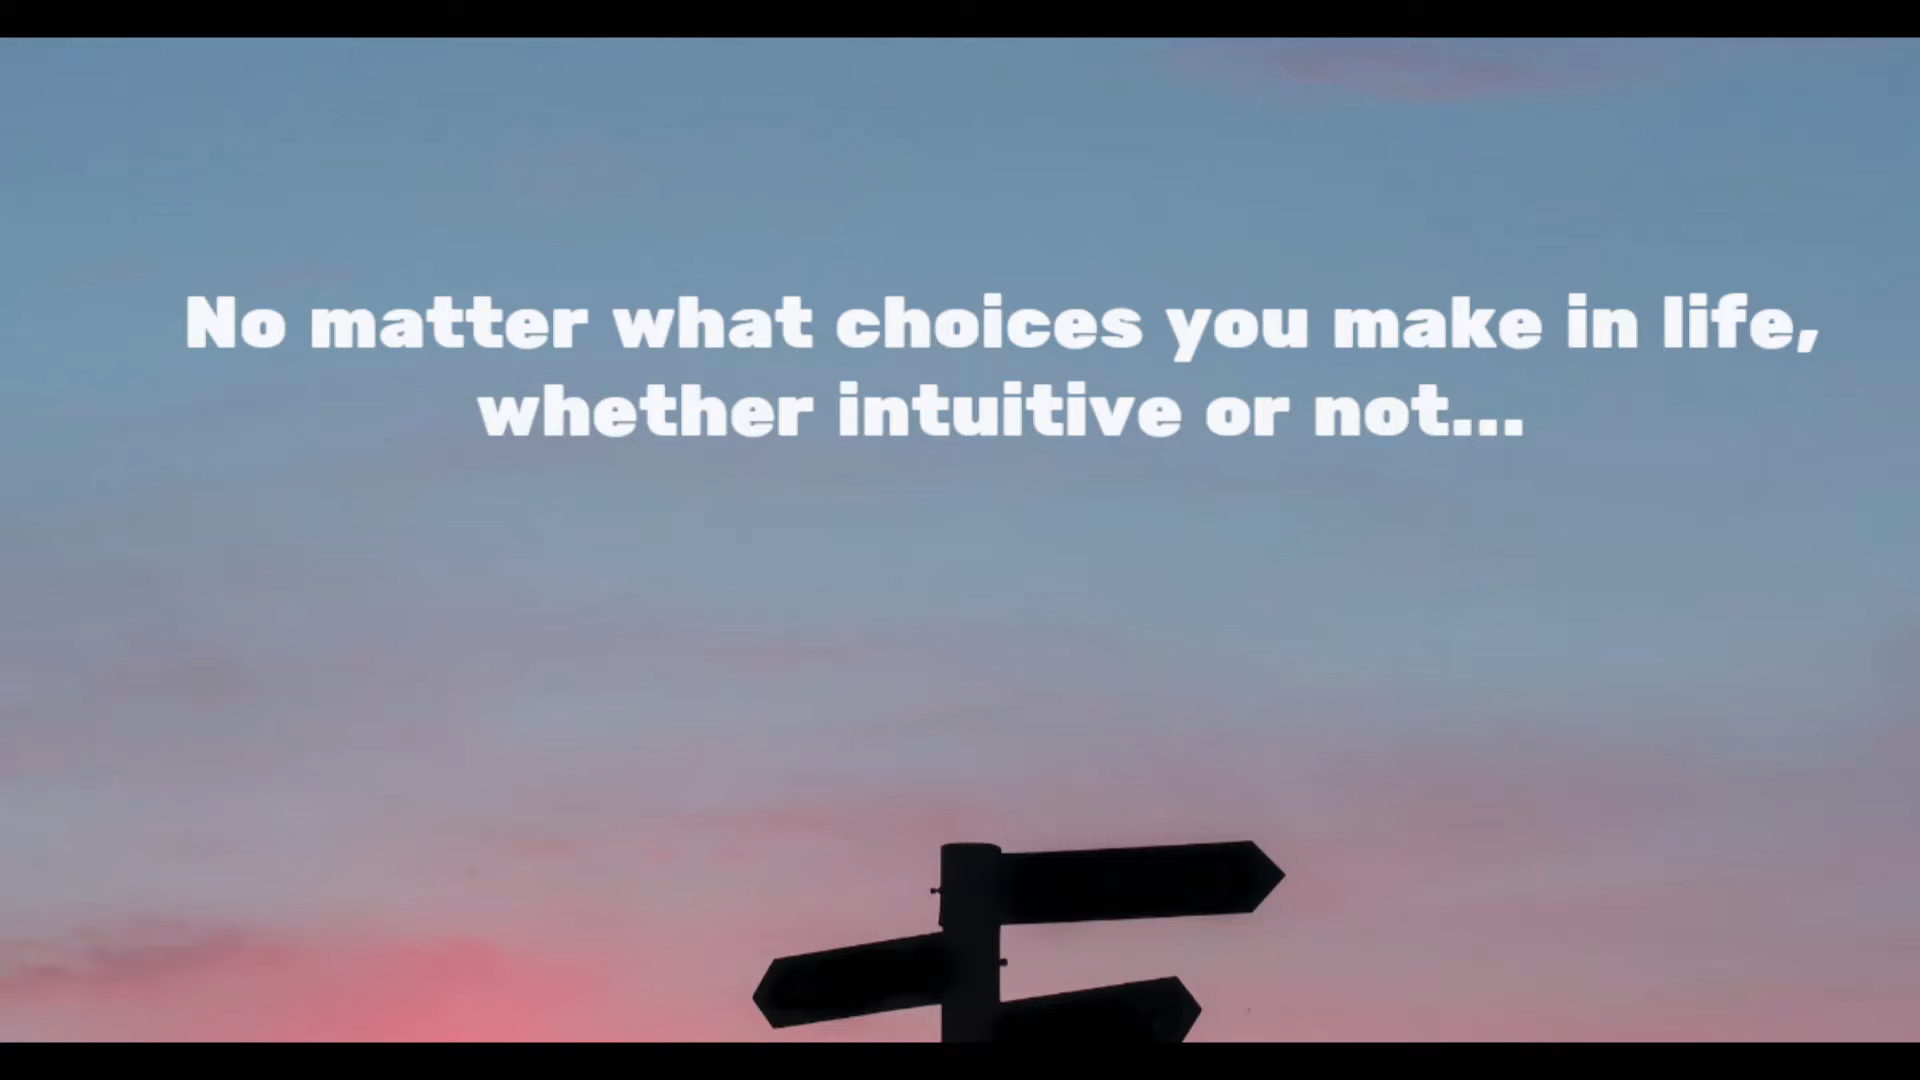 No matter what choices you make in life,
whether intuitive or not...